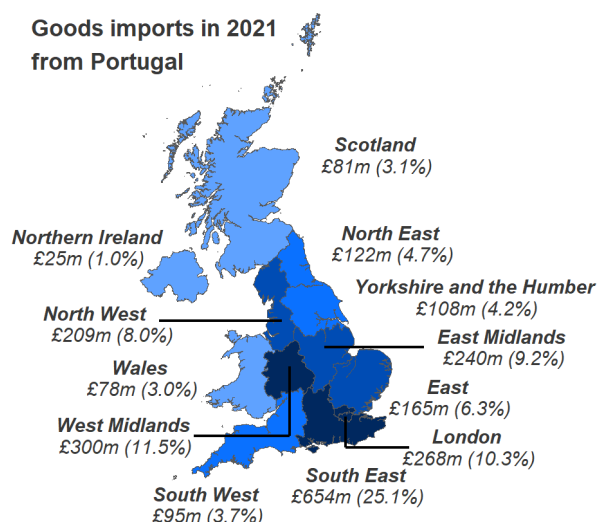 Goods imports in 2021
from Portugal
Scotland
£81m (3.1%)
Northern Ireland
£25m (1.0%)
North East
£122m (4.7%)
Yorkshire and the Humber
£108m (4.2%)
North West
£209m (8.0%)
East Midlands
£240m (9.2%)
Wales
£78m (3.0%)
East
£165m (6.3%)
West Midlands
£300m (11.5%)
London
£268m (10.3%)
South East
£654m (25.1%)
South West
£95m (3.7%)